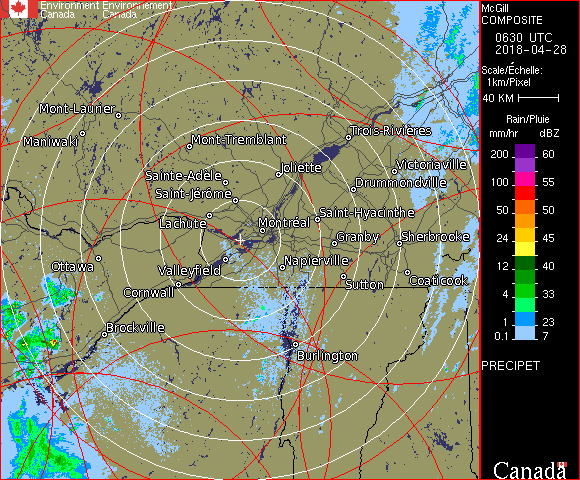 Environment Environnement
Canada Canada
McGill
COMPOSITE
0630 UTC
2018-04-28
Scale/Échelle:
1km/Pixel
40 KM
Rain/Pluie
mm/hr dBZ
200 60
100 55
50 50
24 45
12 40
4 33
1 23
0.1 7
PRECIPET
Canada
Mont-Laurier
Maniwaki
Mont-Tremblant
Trois-Rivières
Sainte-Adèle
Joliette
Victoriaville
Saint-Jérôme
Drummondville
Lachute
Montréal
Saint-Hyacinthe
Granby
Sherbrooke
Ottawa
Valleyfield
Napierville
Cornwall
Sutton
Coaticook
Brockville
Burlington